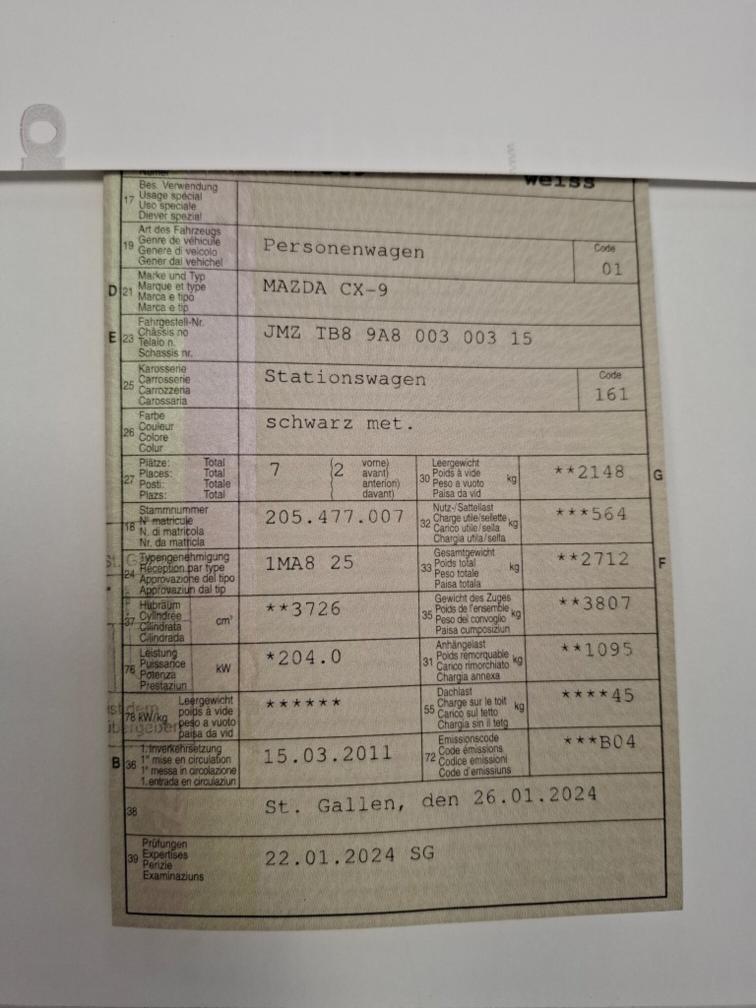 weiss
17 Bes. Verwendung
Usage spécial
Uso speciale
Diever spezial
19 Art des Fahrzeugs
Genre de véhicule
Genere di veicolo
Gener dal vehichel
Personenwagen
Code
01
D 21 Marke und Typ
Marque et type
Marca e tipo
Marca e tip
MAZDA CX-9
E 23 Fahrgestell-Nr.
Châssis no
Telaio n.
Schassis nr.
JMZ TB8 9A8 003 003 15
25 Karosserie
Carrosserie
Carrozzeria
Carossaria
Stationswagen
Code
161
26 Farbe
Couleur
Colore
Colur
schwarz met.
27 Plätze: Total
Places: Total
Posti: Totale
Plazs: Total
7 (2 vorne)
avant)
anteriori)
davant)
30 Leergewicht
Poids à vide
Peso a vuoto
Paisa da vid
kg
**2148
G
18 Stammnummer
N° matricule
N. di matricola
Nr. da matricla
205.477.007
32 Nutz-/Sattellast
Charge utile/sellette
Carico utile/sella
Chargia utila/sella
kg
***564
24 Typengenehmigung
Réception par type
Approvazione del tipo
Approvaziun dal tip
1MA8 25
33 Gesamtgewicht
Poids total
Peso totale
Paisa totala
kg
**2712
F
37 Hubraum
Cylindrée
Cilindrata
Cilindrada
cm³
**3726
35 Gewicht des Zuges
Poids de l'ensemble
Peso del convoglio
Paisa cumposiziun
kg
**3807
76 Leistung
Puissance
Potenza
Prestaziun
kW
*204.0
31 Anhängelast
Poids remorquable
Carico rimorchiato
Chargia annexa
kg
**1095
78 kW/kg Leergewicht
poids à vide
peso a vuoto
paisa da vid
******
55 Dachlast
Charge sur le toit
Carico sul tetto
Chargia sin il tetg
kg
****45
B 36 1. Inverkehrsetzung
1re mise en circulation
1a messa in circolazione
1. entrada en circulaziun
15.03.2011
72 Emissionscode
Code émissions
Codice emissioni
Code d'emissiuns
***B04
38
St. Gallen, den 26.01.2024
39 Prüfungen
Expertises
Perizie
Examinaziuns
22.01.2024 SG